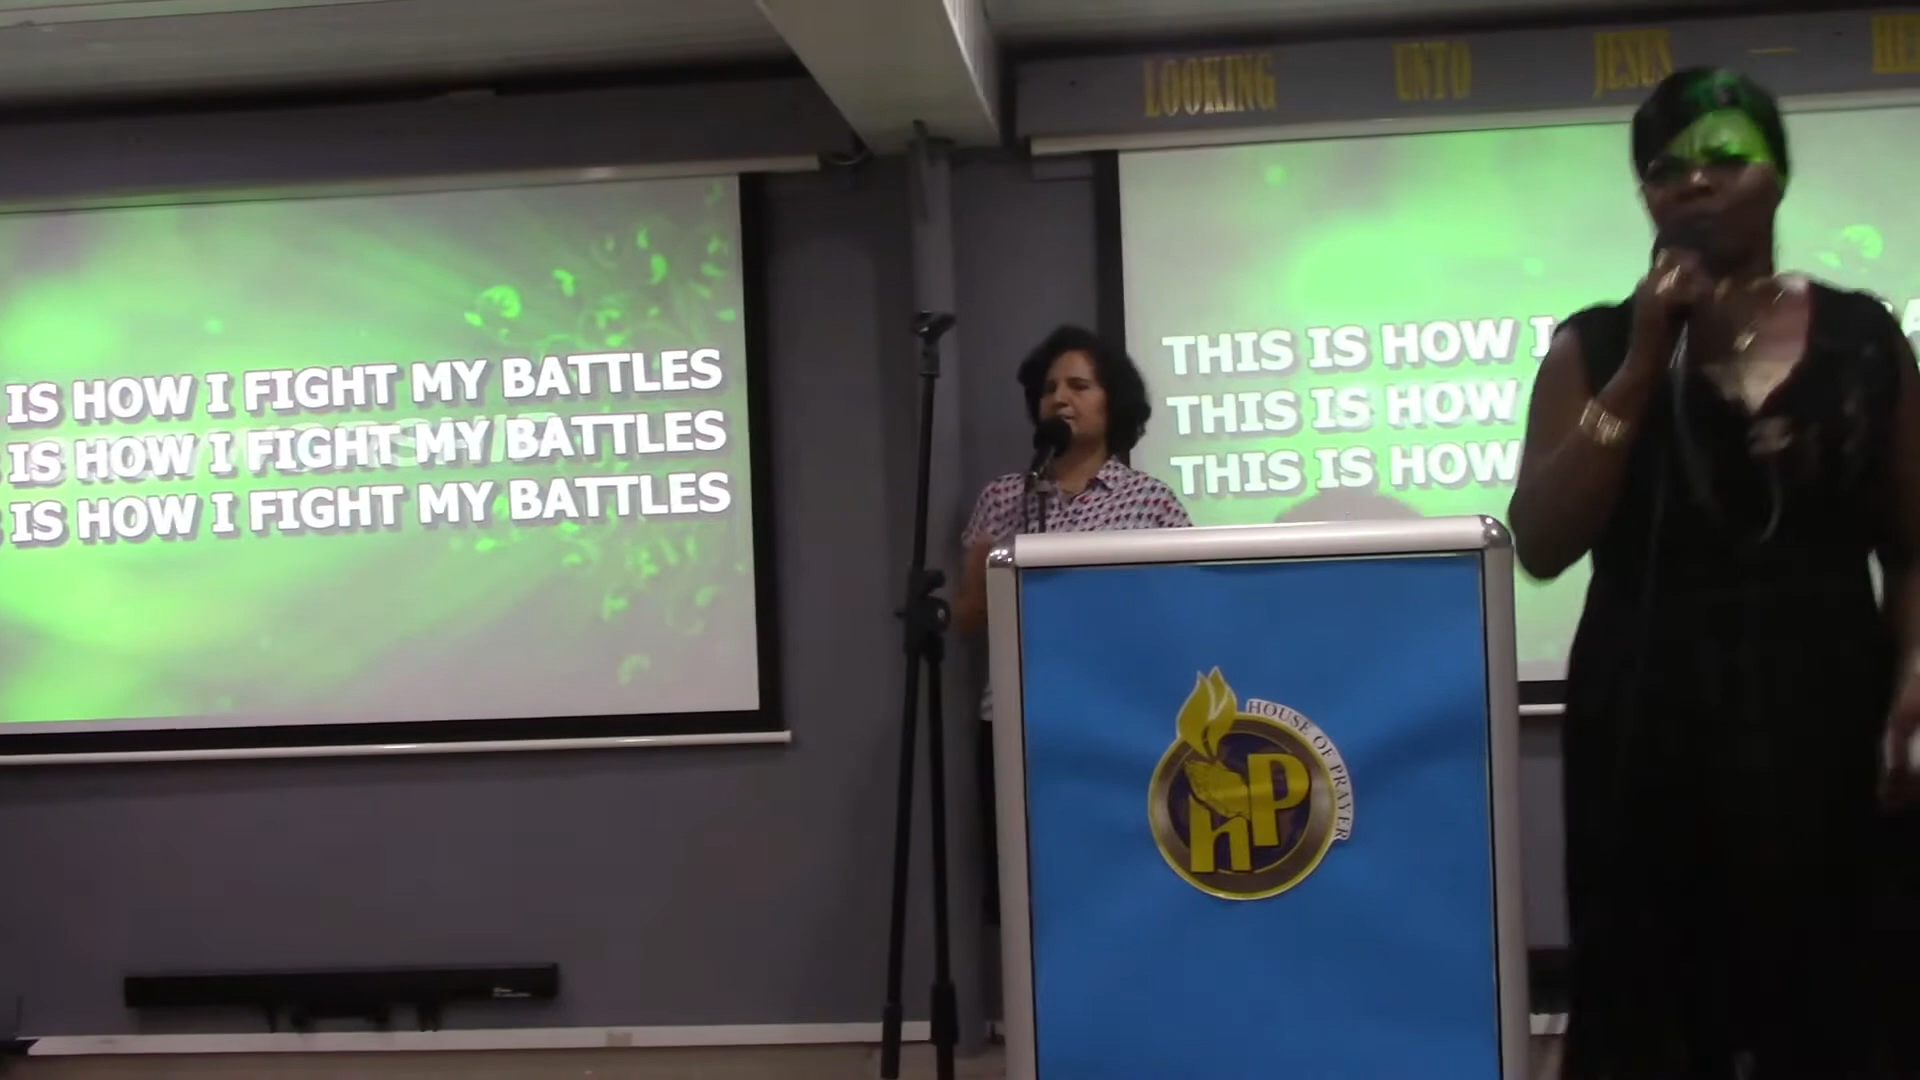 LOOKING UNTO JESUS —
IS HOW I FIGHT MY BATTLES
IS HOW I FIGHT MY BATTLES
IS HOW I FIGHT MY BATTLES
THIS IS HOW I
THIS IS HOW
THIS IS HOW
HOUSE OF PRAYER
hP